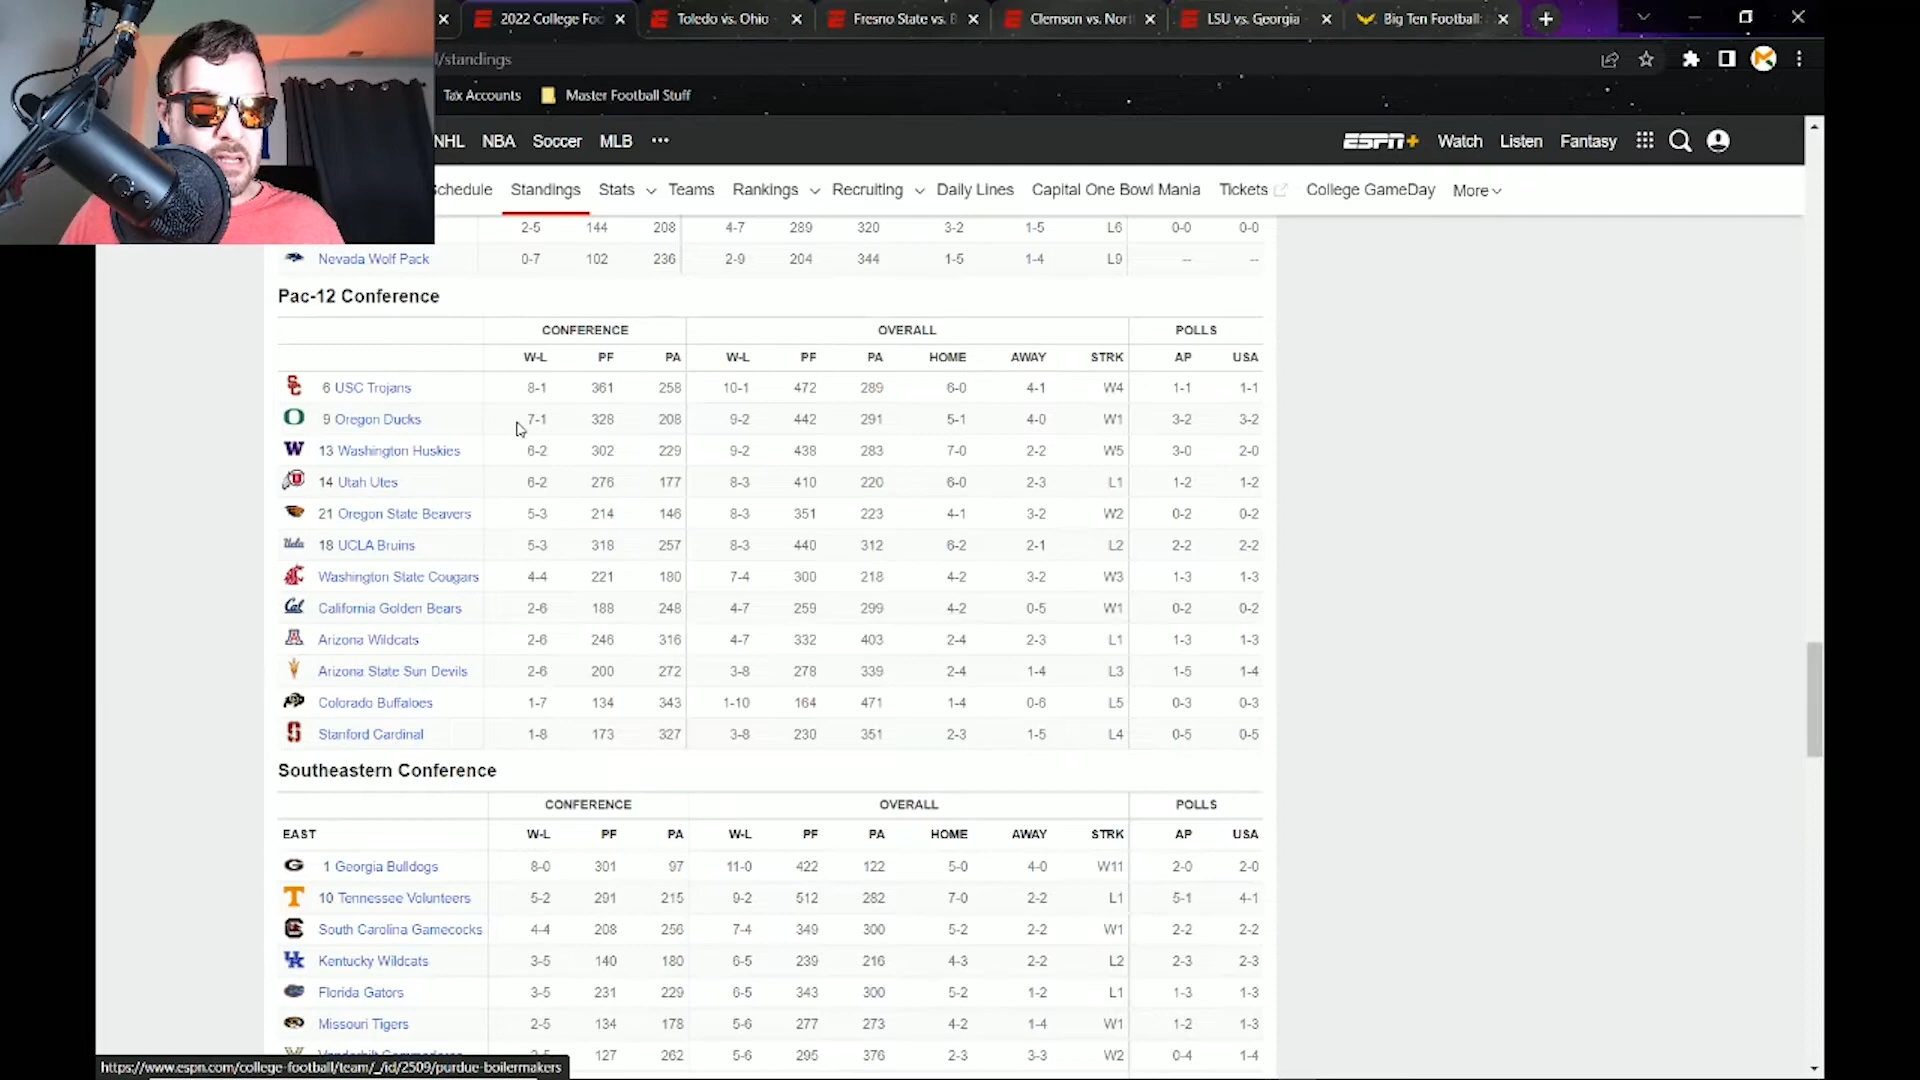 2022 College Foo
Toledo vs. Ohio
Fresno State vs. B
Clemson vs. Nort
LSU vs. Georgia
Big Ten Football:
l/standings
Tax Accounts Master Football Stuff
NHL NBA Soccer MLB ... ESPN+ Watch Listen Fantasy
Schedule Standings Stats Teams Rankings Recruiting Daily Lines Capital One Bowl Mania Tickets College GameDay More
2-5 144 208 4-7 289 320 3-2 1-5 L6 0-0 0-0
Nevada Wolf Pack 0-7 102 236 2-9 204 344 1-5 1-4 L9 -- --
Pac-12 Conference
CONFERENCE OVERALL POLLS
W-L PF PA W-L PF PA HOME AWAY STRK AP USA
6 USC Trojans 8-1 361 258 10-1 472 289 6-0 4-1 W4 1-1 1-1
9 Oregon Ducks 7-1 328 208 9-2 442 291 5-1 4-0 W1 3-2 3-2
13 Washington Huskies 6-2 302 229 9-2 438 283 7-0 2-2 W5 3-0 2-0
14 Utah Utes 6-2 276 177 8-3 410 220 6-0 2-3 L1 1-2 1-2
21 Oregon State Beavers 5-3 214 146 8-3 351 223 4-1 3-2 W2 0-2 0-2
Ucla 18 UCLA Bruins 5-3 318 257 8-3 440 312 6-2 2-1 L2 2-2 2-2
Washington State Cougars 4-4 221 180 7-4 300 218 4-2 3-2 W3 1-3 1-3
Cal California Golden Bears 2-6 188 248 4-7 259 299 4-2 0-5 W1 0-2 0-2
Arizona Wildcats 2-6 246 316 4-7 332 403 2-4 2-3 L1 1-3 1-3
Arizona State Sun Devils 2-6 200 272 3-8 278 339 2-4 1-4 L3 1-5 1-4
Colorado Buffaloes 1-7 134 343 1-10 164 471 1-4 0-6 L5 0-3 0-3
Stanford Cardinal 1-8 173 327 3-8 230 351 2-3 1-5 L4 0-5 0-5
Southeastern Conference
CONFERENCE OVERALL POLLS
EAST W-L PF PA W-L PF PA HOME AWAY STRK AP USA
1 Georgia Bulldogs 8-0 301 97 11-0 422 122 5-0 4-0 W11 2-0 2-0
10 Tennessee Volunteers 5-2 291 215 9-2 512 282 7-0 2-2 L1 5-1 4-1
South Carolina Gamecocks 4-4 208 256 7-4 349 300 5-2 2-2 W1 2-2 2-2
Kentucky Wildcats 3-5 140 180 6-5 239 216 4-3 2-2 L2 2-3 2-3
Florida Gators 3-5 231 229 6-5 343 300 5-2 1-2 L1 1-3 1-3
Missouri Tigers 2-5 134 178 5-6 277 273 4-2 1-4 W1 1-2 1-3
Vanderbilt Commodores 2-5 127 262 5-6 295 376 2-3 3-3 W2 0-4 1-4
https://www.espn.com/college-football/team/_/id/2509/purdue-boilermakers